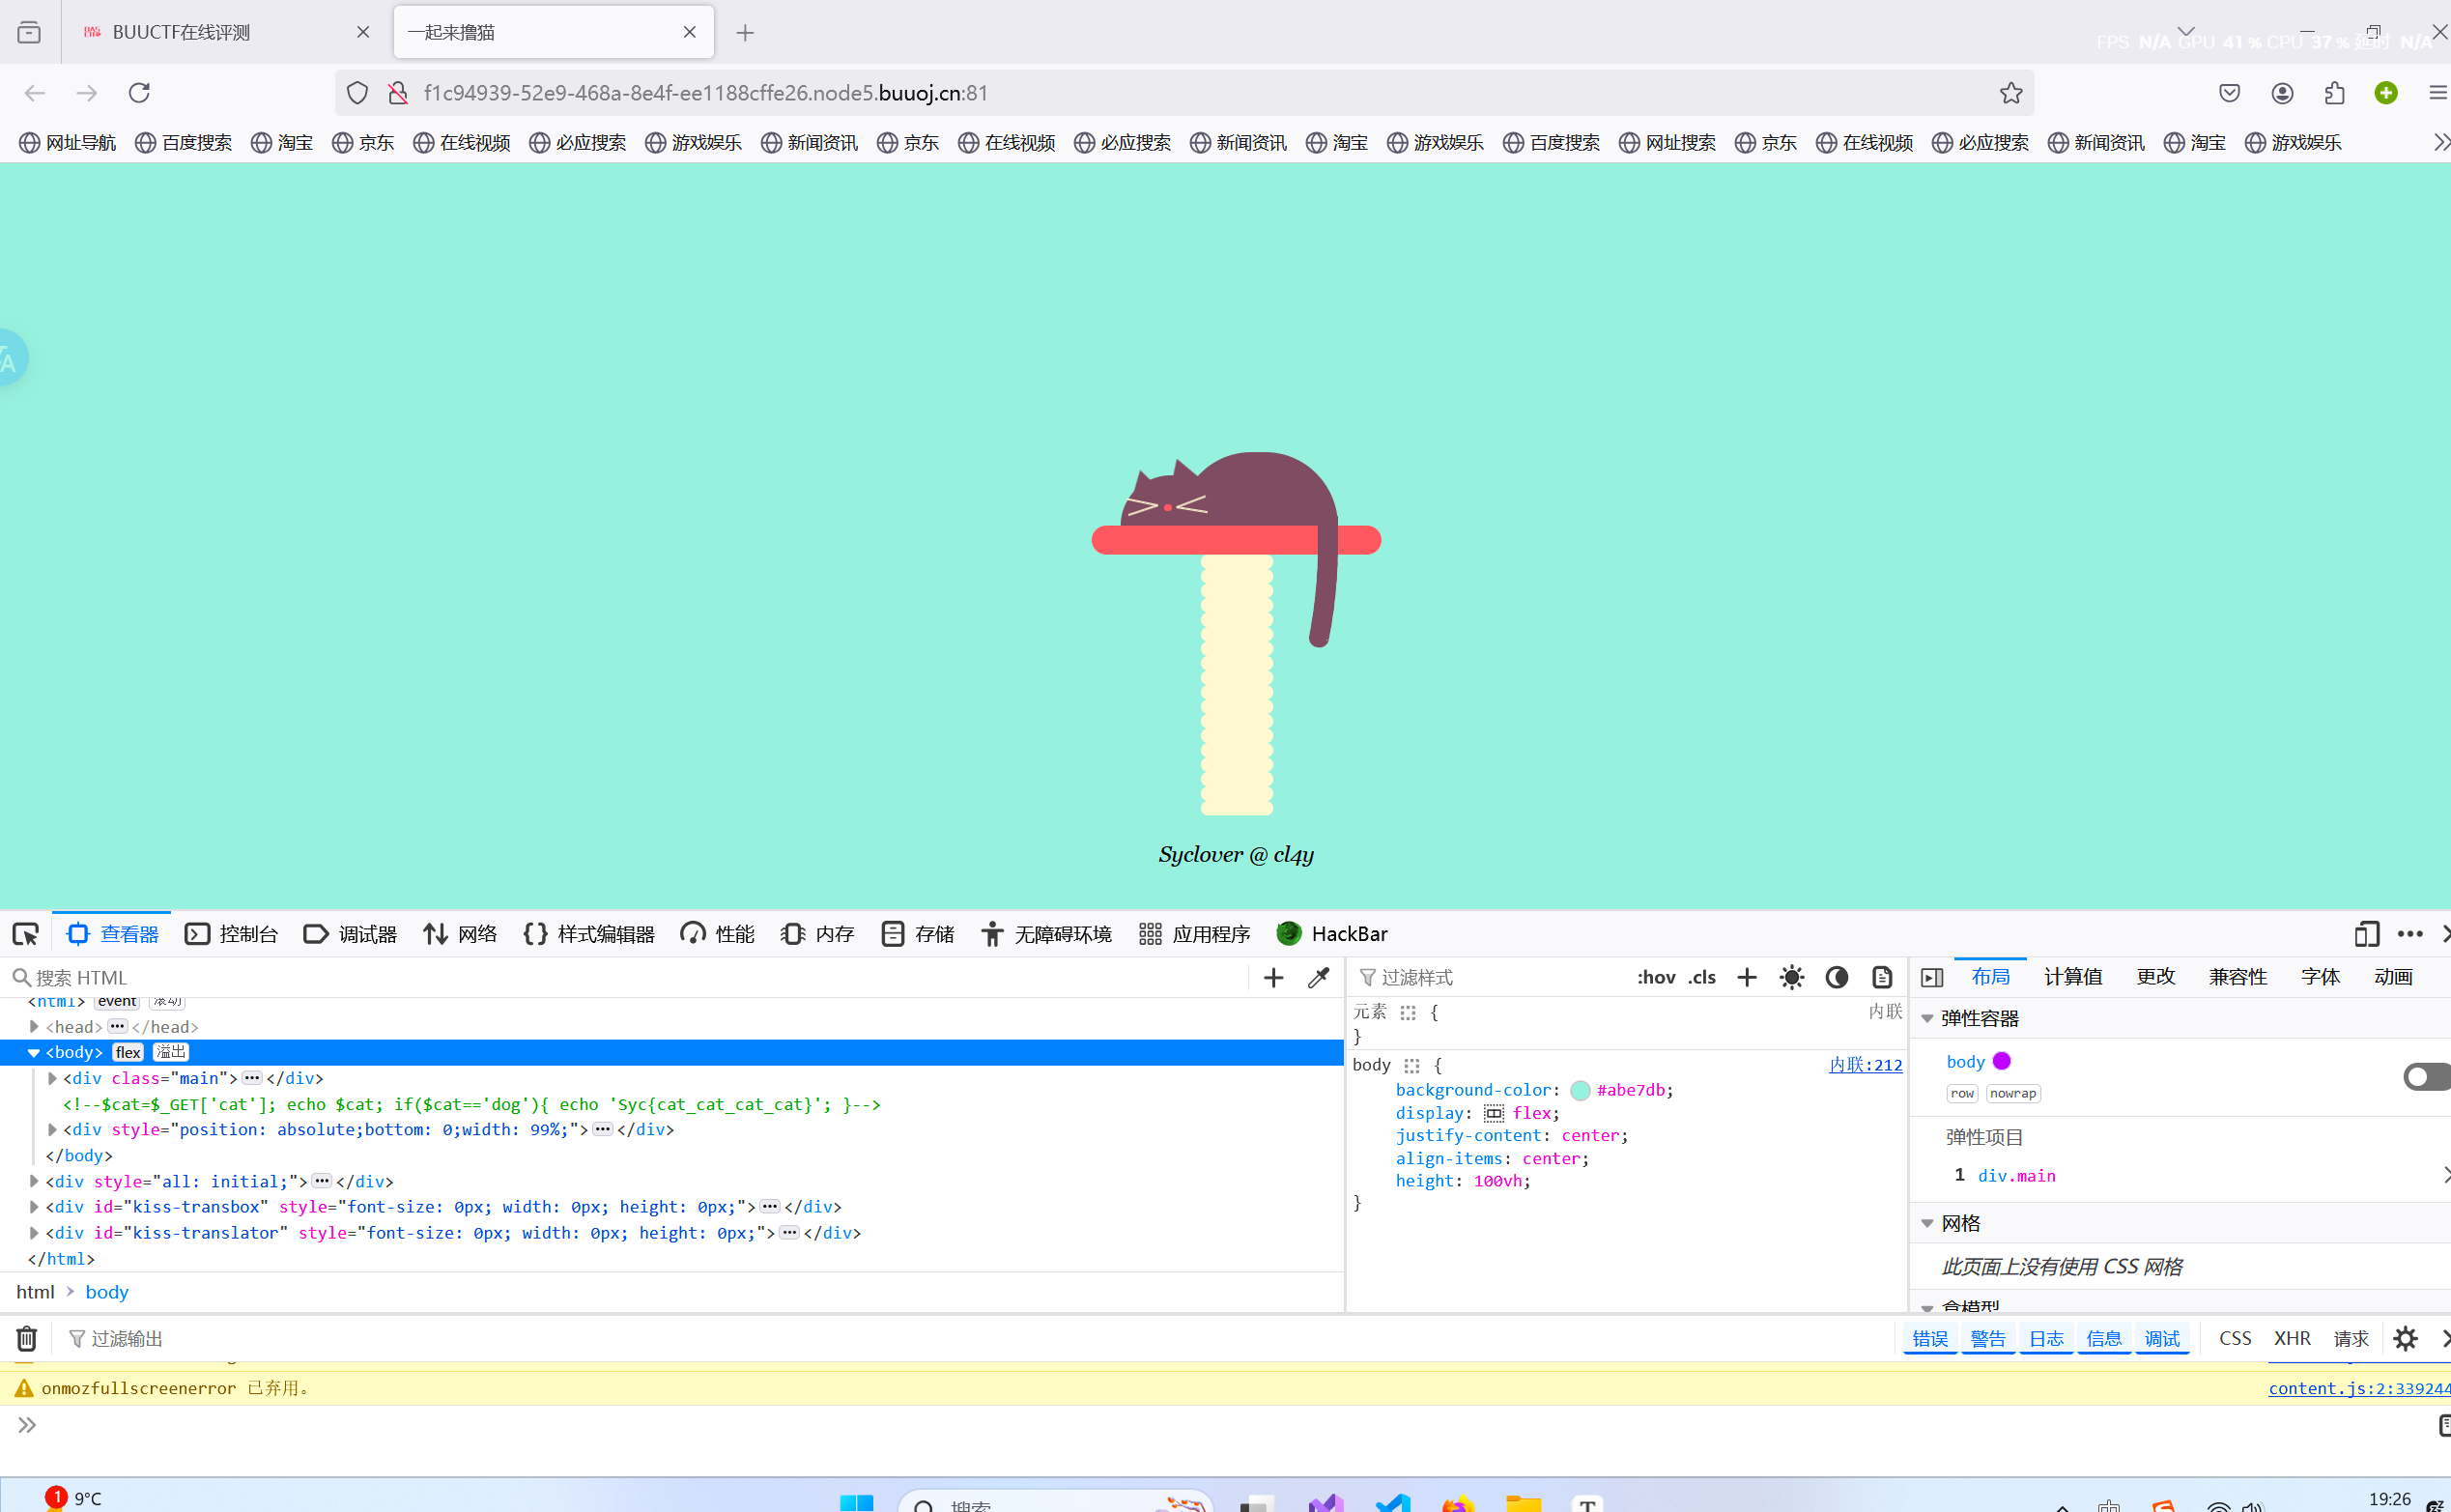 BUUCTF在线评测
一起来撸猫
FPS N/A GPU 41 % CPU 37 % 延时 N/A
f1c94939-52e9-468a-8e4f-ee1188cffe26.node5.buuoj.cn:81
网址导航 百度搜索 淘宝 京东 在线视频 必应搜索 游戏娱乐 新闻资讯 京东 在线视频 必应搜索 新闻资讯 淘宝 游戏娱乐 百度搜索 网址搜索 京东 在线视频 必应搜索 新闻资讯 淘宝 游戏娱乐
Syclover @ cl4y
查看器 控制台 调试器 网络 样式编辑器 性能 内存 存储 无障碍环境 应用程序 HackBar
搜索 HTML
<html> event 滚动
<head> ••• </head>
<body> flex 溢出
<div class="main"> ••• </div>
<!--$cat=$_GET['cat']; echo $cat; if($cat=='dog'){ echo 'Syc{cat_cat_cat_cat}'; }-->
<div style="position: absolute;bottom: 0;width: 99%;"> ••• </div>
</body>
<div style="all: initial;"> ••• </div>
<div id="kiss-transbox" style="font-size: 0px; width: 0px; height: 0px;"> ••• </div>
<div id="kiss-translator" style="font-size: 0px; width: 0px; height: 0px;"> ••• </div>
</html>
html > body
过滤样式 :hov .cls
元素 { 内联
}
body { 内联:212
background-color: #abe7db;
display: flex;
justify-content: center;
align-items: center;
height: 100vh;
}
布局 计算值 更改 兼容性 字体 动画
弹性容器
body
row nowrap
弹性项目
1 div.main
网格
此页面上没有使用 CSS 网格
盒模型
过滤输出 错误 警告 日志 信息 调试 CSS XHR 请求
onmozfullscreenerror 已弃用。 content.js:2:339244
1 9°C 搜索 中 19:26